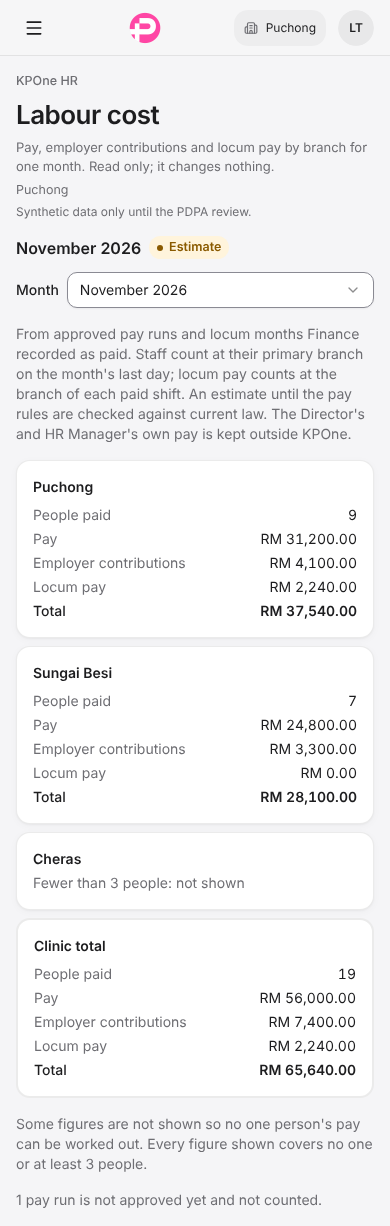 Puchong
LT
KPOne HR
Labour cost
Pay, employer contributions and locum pay by branch for
one month. Read only; it changes nothing.
Puchong
Synthetic data only until the PDPA review.
November 2026 Estimate
Month November 2026
From approved pay runs and locum months Finance
recorded as paid. Staff count at their primary branch
on the month's last day; locum pay counts at the
branch of each paid shift. An estimate until the pay
rules are checked against current law. The Director's
and HR Manager's own pay is kept outside KPOne.
Puchong
People paid 9
Pay RM 31,200.00
Employer contributions RM 4,100.00
Locum pay RM 2,240.00
Total RM 37,540.00
Sungai Besi
People paid 7
Pay RM 24,800.00
Employer contributions RM 3,300.00
Locum pay RM 0.00
Total RM 28,100.00
Cheras
Fewer than 3 people: not shown
Clinic total
People paid 19
Pay RM 56,000.00
Employer contributions RM 7,400.00
Locum pay RM 2,240.00
Total RM 65,640.00
Some figures are not shown so no one person's pay
can be worked out. Every figure shown covers no one
or at least 3 people.
1 pay run is not approved yet and not counted.